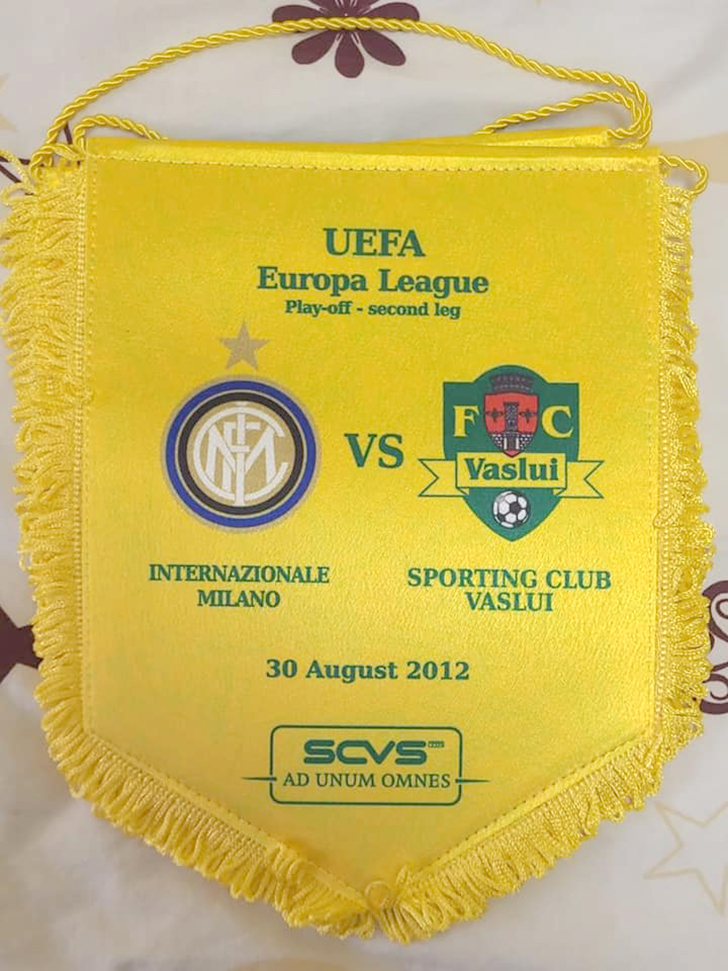 UEFA
Europa League
Play-off - second leg
VS
F C
Vaslui
INTERNAZIONALE
MILANO
SPORTING CLUB
VASLUI
30 August 2012
SCVS
AD UNUM OMNES